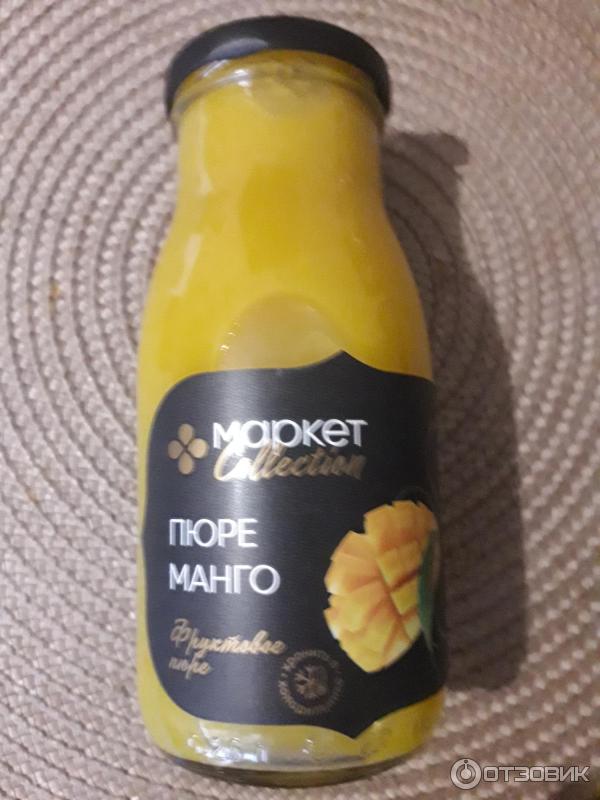 маркет
Collection
ПЮРЕ
МАНГО
Фруктовое
пюре
ОТЗОВИК